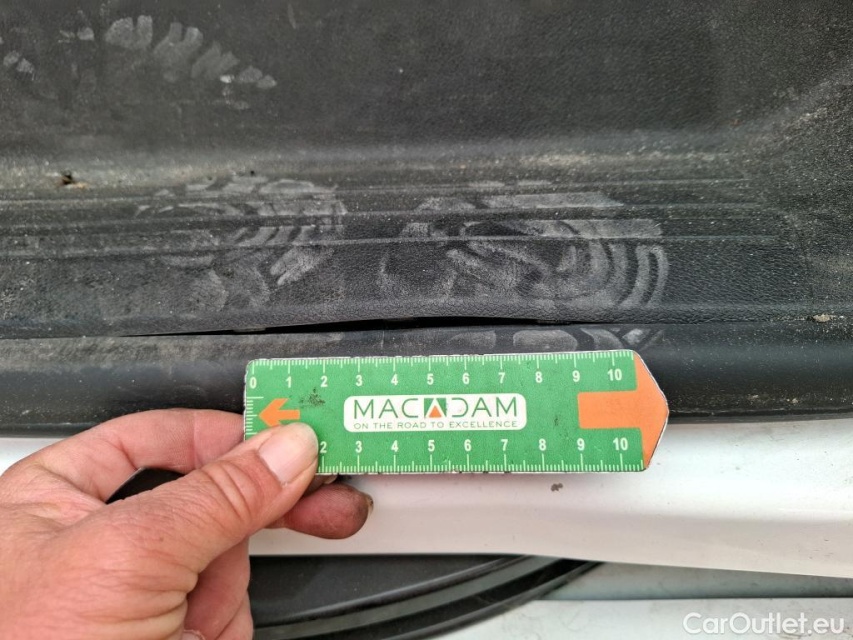 0 1 2 3 4 5 6 7 8 9 10
MACADAM
ON THE ROAD TO EXCELLENCE
2 3 4 5 6 7 8 9 10
CarOutlet.eu